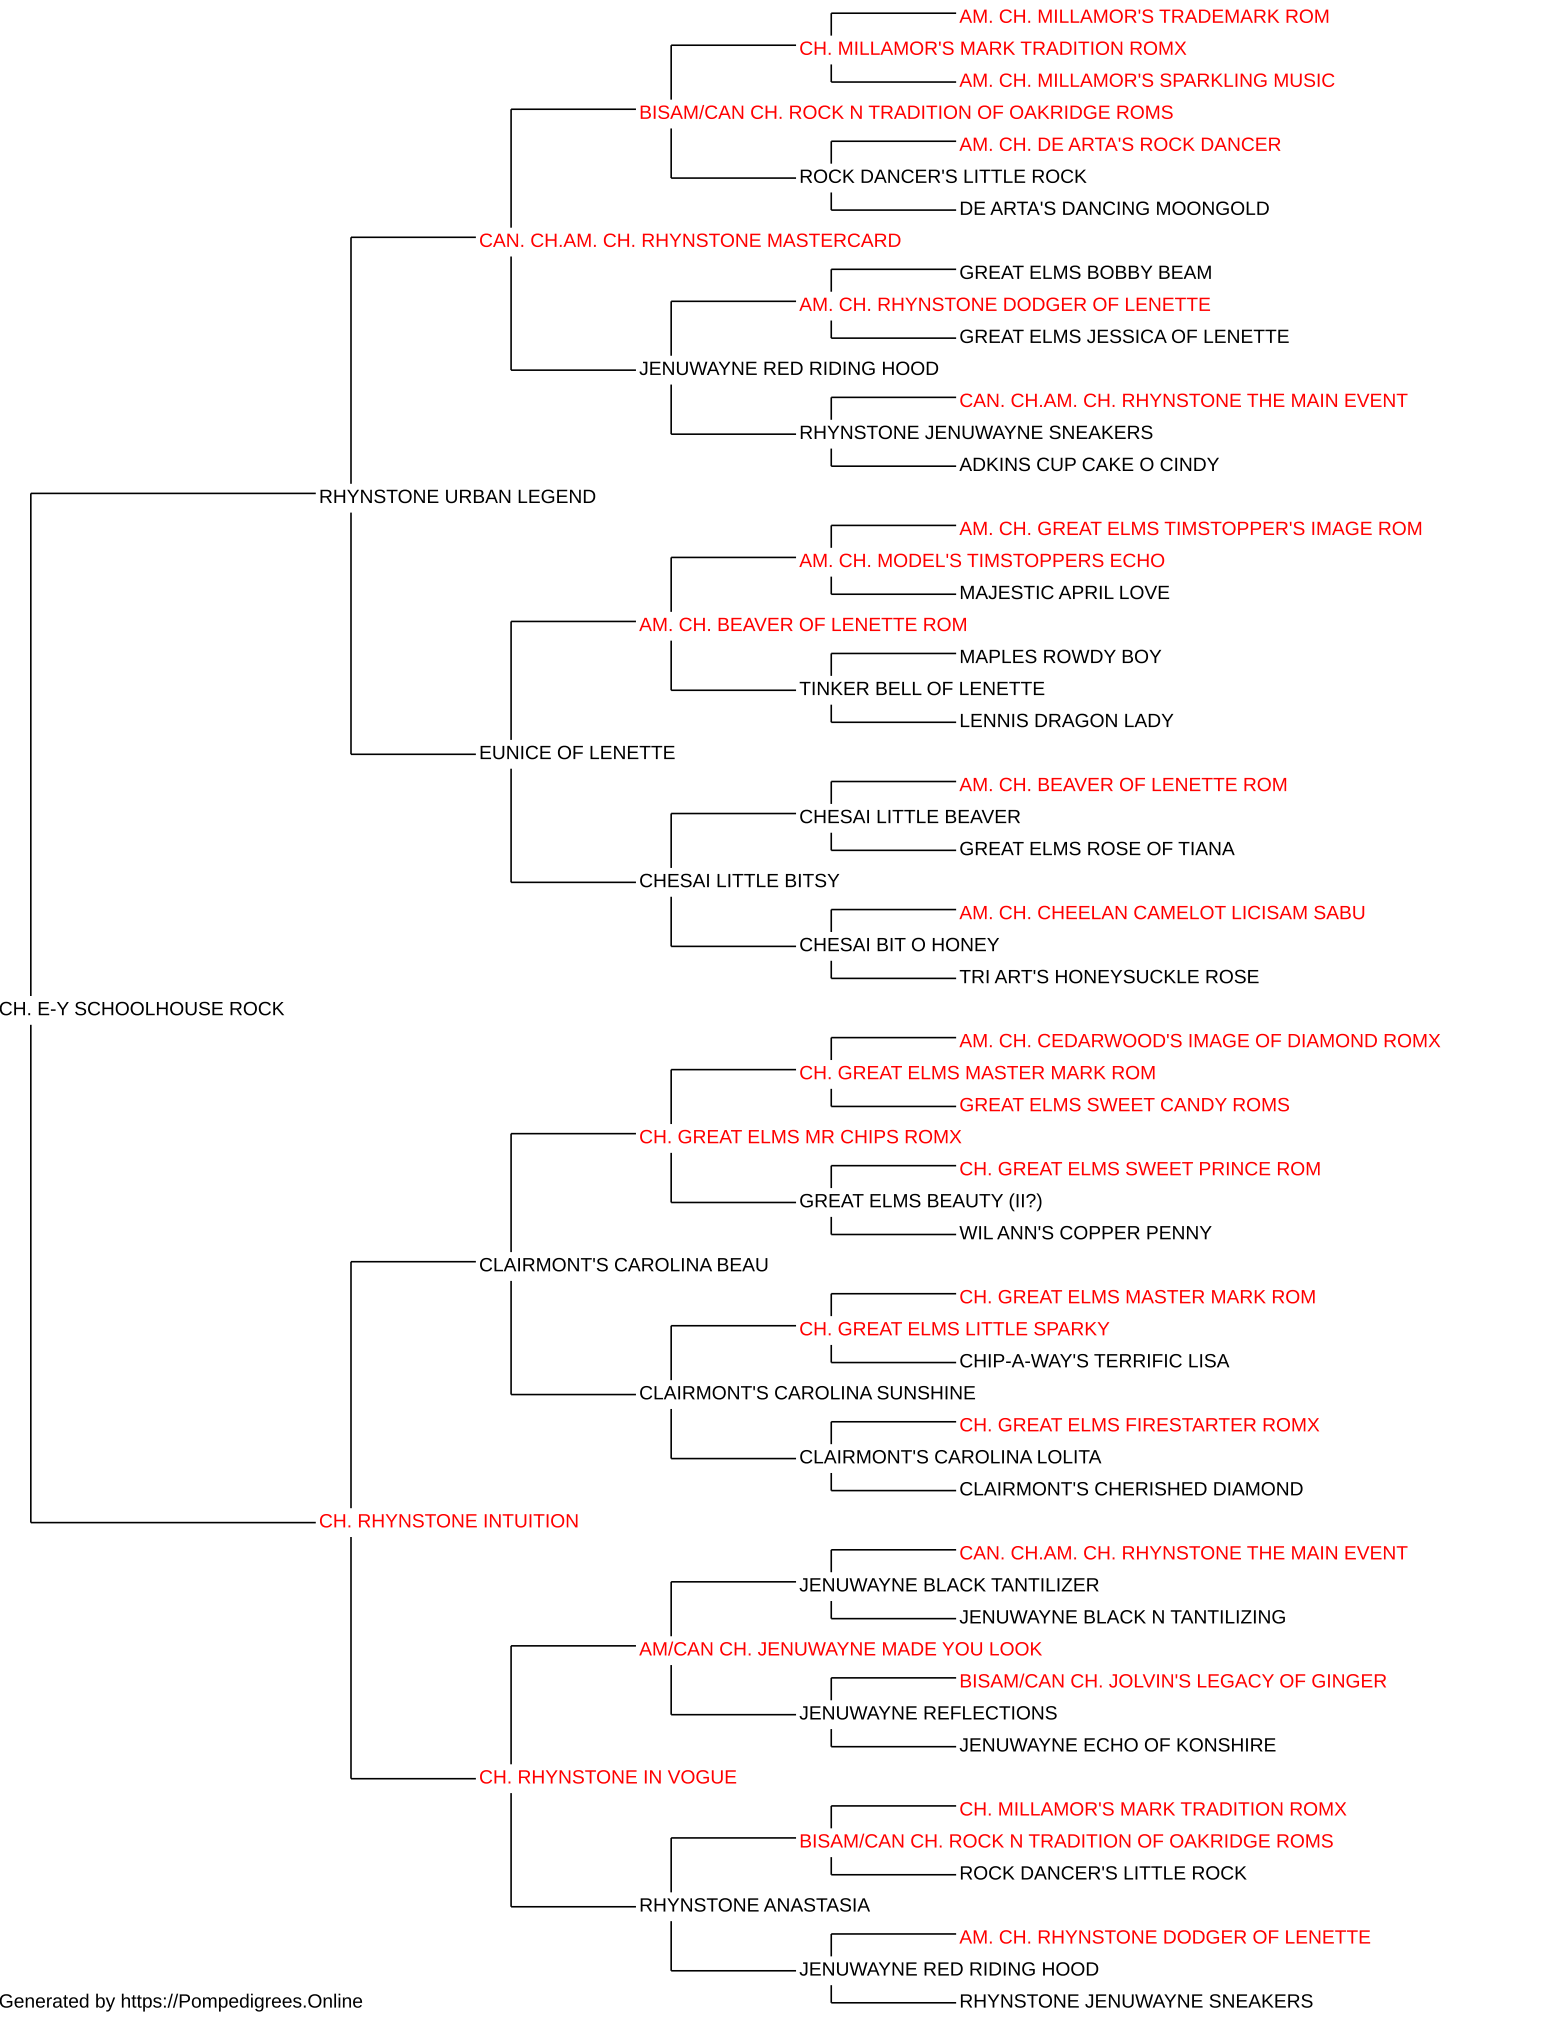 AM. CH. MILLAMOR'S TRADEMARK ROM
CH. MILLAMOR'S MARK TRADITION ROMX
AM. CH. MILLAMOR'S SPARKLING MUSIC
BISAM/CAN CH. ROCK N TRADITION OF OAKRIDGE ROMS
AM. CH. DE ARTA'S ROCK DANCER
ROCK DANCER'S LITTLE ROCK
DE ARTA'S DANCING MOONGOLD
CAN. CH.AM. CH. RHYNSTONE MASTERCARD
GREAT ELMS BOBBY BEAM
AM. CH. RHYNSTONE DODGER OF LENETTE
GREAT ELMS JESSICA OF LENETTE
JENUWAYNE RED RIDING HOOD
CAN. CH.AM. CH. RHYNSTONE THE MAIN EVENT
RHYNSTONE JENUWAYNE SNEAKERS
ADKINS CUP CAKE O CINDY
RHYNSTONE URBAN LEGEND
AM. CH. GREAT ELMS TIMSTOPPER'S IMAGE ROM
AM. CH. MODEL'S TIMSTOPPERS ECHO
MAJESTIC APRIL LOVE
AM. CH. BEAVER OF LENETTE ROM
MAPLES ROWDY BOY
TINKER BELL OF LENETTE
LENNIS DRAGON LADY
EUNICE OF LENETTE
AM. CH. BEAVER OF LENETTE ROM
CHESAI LITTLE BEAVER
GREAT ELMS ROSE OF TIANA
CHESAI LITTLE BITSY
AM. CH. CHEELAN CAMELOT LICISAM SABU
CHESAI BIT O HONEY
TRI ART'S HONEYSUCKLE ROSE
CH. E-Y SCHOOLHOUSE ROCK
AM. CH. CEDARWOOD'S IMAGE OF DIAMOND ROMX
CH. GREAT ELMS MASTER MARK ROM
GREAT ELMS SWEET CANDY ROMS
CH. GREAT ELMS MR CHIPS ROMX
CH. GREAT ELMS SWEET PRINCE ROM
GREAT ELMS BEAUTY (II?)
WIL ANN'S COPPER PENNY
CLAIRMONT'S CAROLINA BEAU
CH. GREAT ELMS MASTER MARK ROM
CH. GREAT ELMS LITTLE SPARKY
CHIP-A-WAY'S TERRIFIC LISA
CLAIRMONT'S CAROLINA SUNSHINE
CH. GREAT ELMS FIRESTARTER ROMX
CLAIRMONT'S CAROLINA LOLITA
CLAIRMONT'S CHERISHED DIAMOND
CH. RHYNSTONE INTUITION
CAN. CH.AM. CH. RHYNSTONE THE MAIN EVENT
JENUWAYNE BLACK TANTILIZER
JENUWAYNE BLACK N TANTILIZING
AM/CAN CH. JENUWAYNE MADE YOU LOOK
BISAM/CAN CH. JOLVIN'S LEGACY OF GINGER
JENUWAYNE REFLECTIONS
JENUWAYNE ECHO OF KONSHIRE
CH. RHYNSTONE IN VOGUE
CH. MILLAMOR'S MARK TRADITION ROMX
BISAM/CAN CH. ROCK N TRADITION OF OAKRIDGE ROMS
ROCK DANCER'S LITTLE ROCK
RHYNSTONE ANASTASIA
AM. CH. RHYNSTONE DODGER OF LENETTE
JENUWAYNE RED RIDING HOOD
RHYNSTONE JENUWAYNE SNEAKERS
Generated by https://Pompedigrees.Online